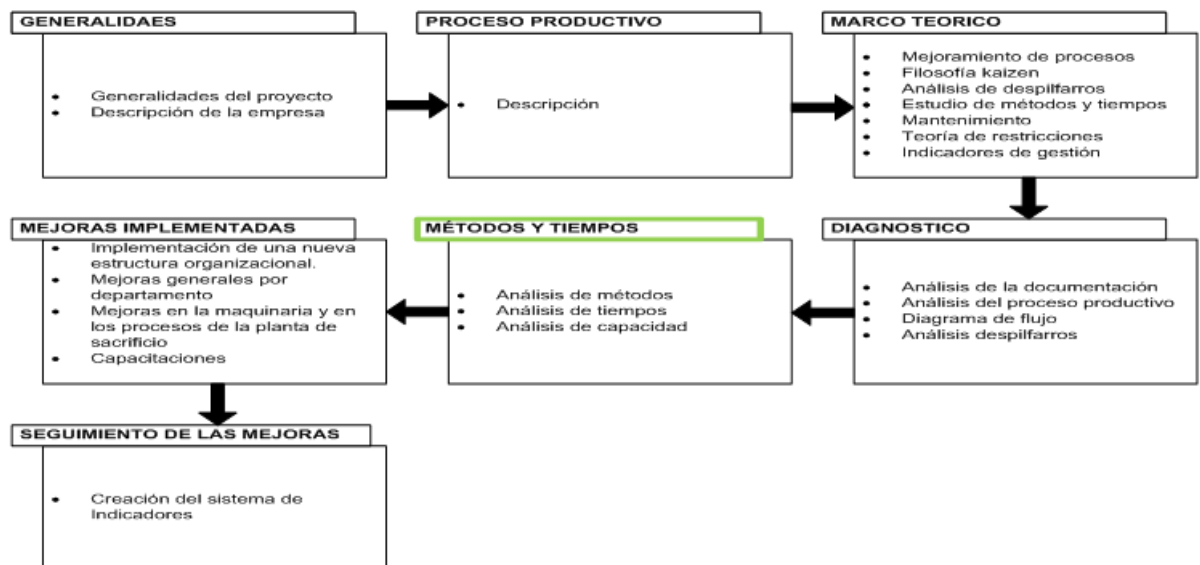 GENERALIDAES
• Generalidades del proyecto
• Descripción de la empresa
PROCESO PRODUCTIVO
• Descripción
MARCO TEORICO
• Mejoramiento de procesos
• Filosofía kaizen
• Análisis de despilfarros
• Estudio de métodos y tiempos
• Mantenimiento
• Teoría de restricciones
• Indicadores de gestión
DIAGNOSTICO
• Análisis de la documentación
• Análisis del proceso productivo
• Diagrama de flujo
• Análisis despilfarros
MÉTODOS Y TIEMPOS
• Análisis de métodos
• Análisis de tiempos
• Análisis de capacidad
MEJORAS IMPLEMENTADAS
• Implementación de una nueva
estructura organizacional.
• Mejoras generales por
departamento
• Mejoras en la maquinaria y en
los procesos de la planta de
sacrificio
• Capacitaciones
SEGUIMIENTO DE LAS MEJORAS
• Creación del sistema de
Indicadores